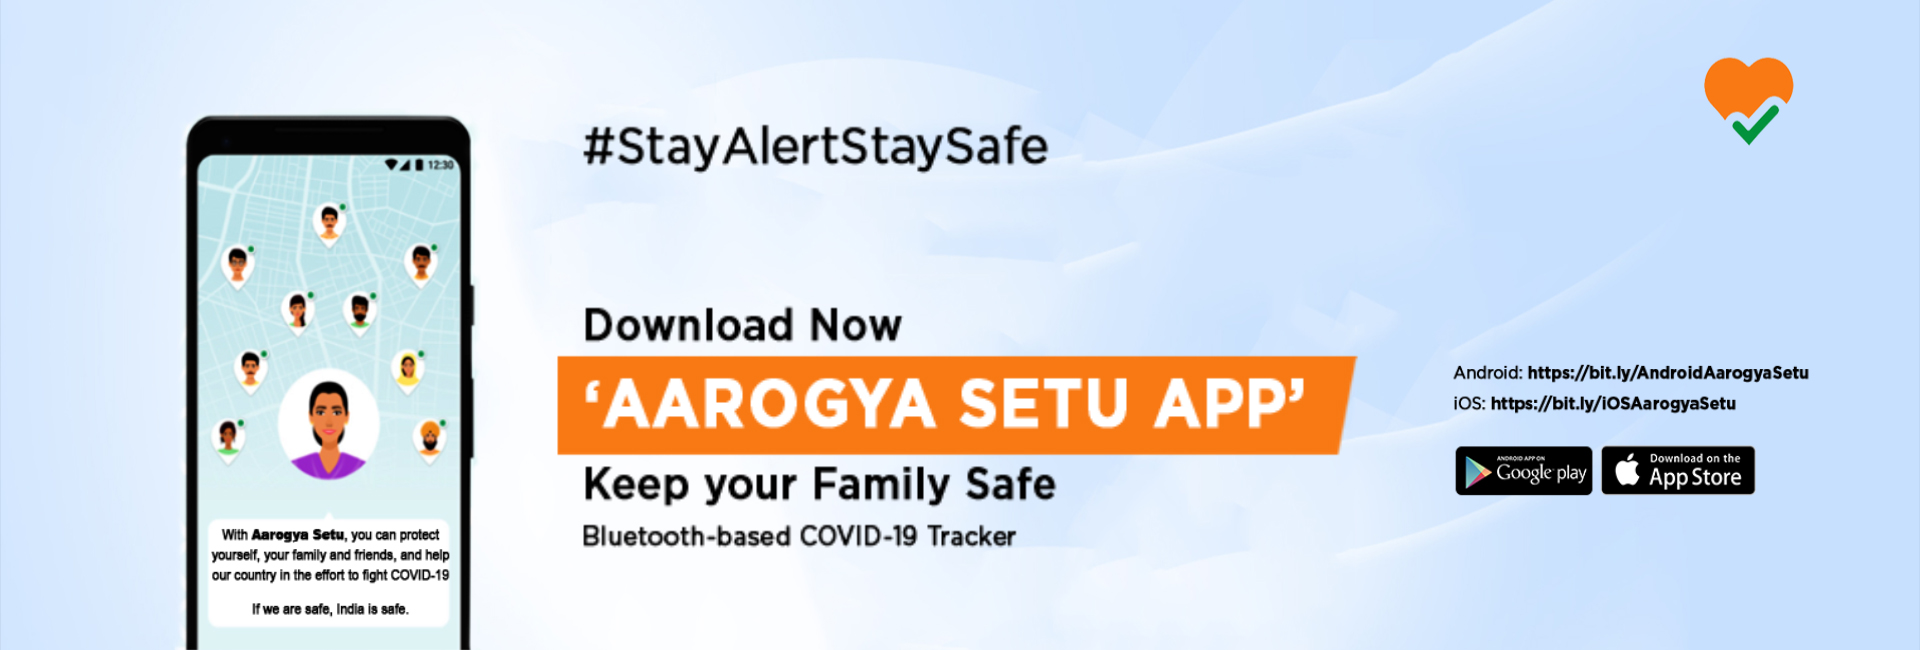 12:30
With Aarogya Setu, you can protect
yourself, your family and friends, and help
our country in the effort to fight COVID-19
If we are safe, India is safe.
#StayAlertStaySafe
Download Now
‘AAROGYA SETU APP’
Keep your Family Safe
Bluetooth-based COVID-19 Tracker
Android: https://bit.ly/AndroidAarogyaSetu
iOS: https://bit.ly/iOSAarogyaSetu
ANDROID APP ON
Google play
Download on the
App Store